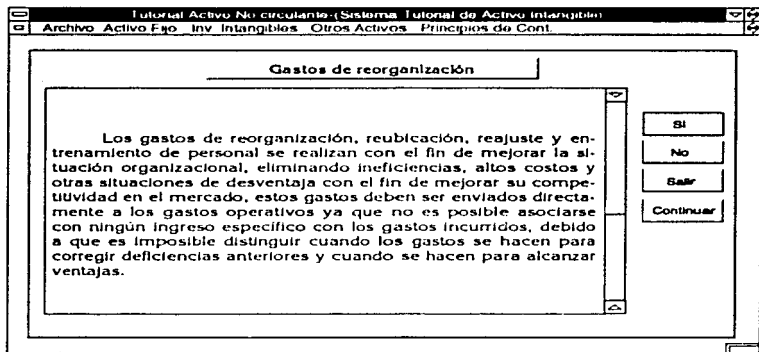 Tutorial Activo No circulante-(Sistema Tutorial de Activo Intangible)
Archivo Activo Fijo Inv Intangibles Otros Activos Principios de Cont.
Gastos de reorganización
Los gastos de reorganización, reubicación, reajuste y en-
trenamiento de personal se realizan con el fin de mejorar la si-
tuación organizacional, eliminando ineficiencias, altos costos y
otras situaciones de desventaja con el fin de mejorar su compe-
titividad en el mercado, estos gastos deben ser enviados directa-
mente a los gastos operativos ya que no es posible asociarse
con ningún ingreso específico con los gastos incurridos, debido
a que es imposible distinguir cuando los gastos se hacen para
corregir deficiencias anteriores y cuando se hacen para alcanzar
ventajas.
Si
No
Salir
Continuar